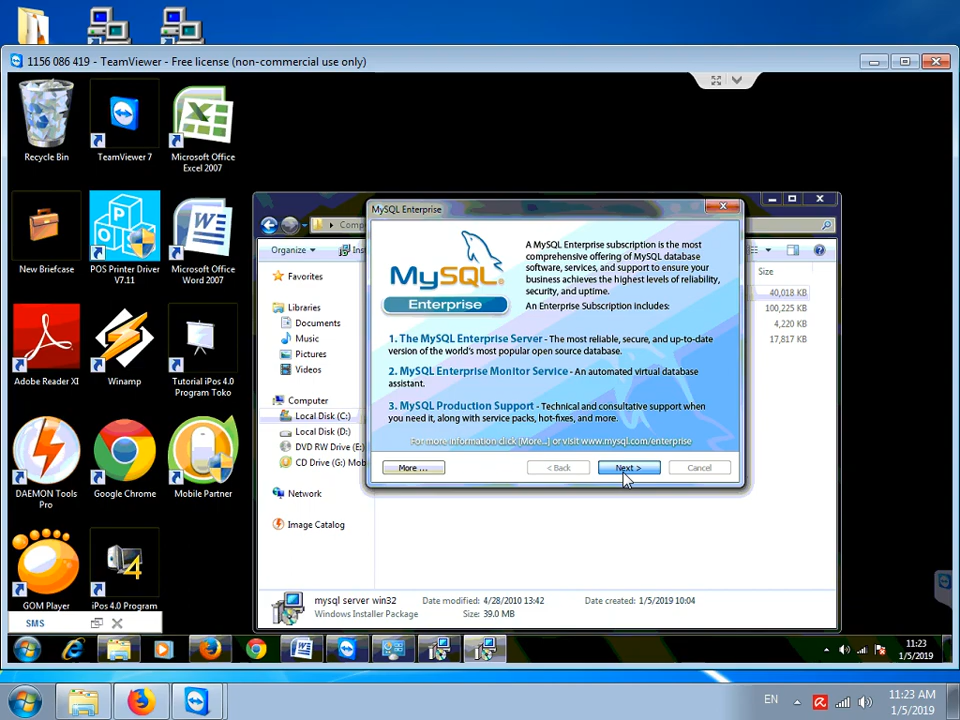 1156 086 419 - TeamViewer - Free license (non-commercial use only)
Recycle Bin
TeamViewer 7
Microsoft Office
Excel 2007
New Briefcase
POS Printer Driver
V7.11
Microsoft Office
Word 2007
Adobe Reader XI
Winamp
Tutorial iPos 4.0
Program Toko
DAEMON Tools
Pro
Google Chrome
Mobile Partner
GOM Player
iPos 4.0 Program
SMS
Comp
Organize
Inst
Size
Favorites
Libraries
Documents
Music
Pictures
Videos
Computer
Local Disk (C:)
Local Disk (D:)
DVD RW Drive (E:)
CD Drive (G:) Mob
Network
Image Catalog
40,018 KB
100,225 KB
4,220 KB
17,817 KB
MySQL Enterprise
MySQL®
Enterprise
A MySQL Enterprise subscription is the most
comprehensive offering of MySQL database
software, services, and support to ensure your
business achieves the highest levels of reliability,
security, and uptime.
An Enterprise Subscription includes:
1. The MySQL Enterprise Server - The most reliable, secure, and up-to-date
version of the world's most popular open source database.
2. MySQL Enterprise Monitor Service - An automated virtual database
assistant.
3. MySQL Production Support - Technical and consultative support when
you need it, along with service packs, hot-fixes, and more.
For more information click [More...] or visit www.mysql.com/enterprise
More ...
< Back
Next >
Cancel
mysql server win32
Date modified: 4/28/2010 13:42
Date created: 1/5/2019 10:04
Windows Installer Package
Size: 39.0 MB
11:23
1/5/2019
EN
11:23 AM
1/5/2019